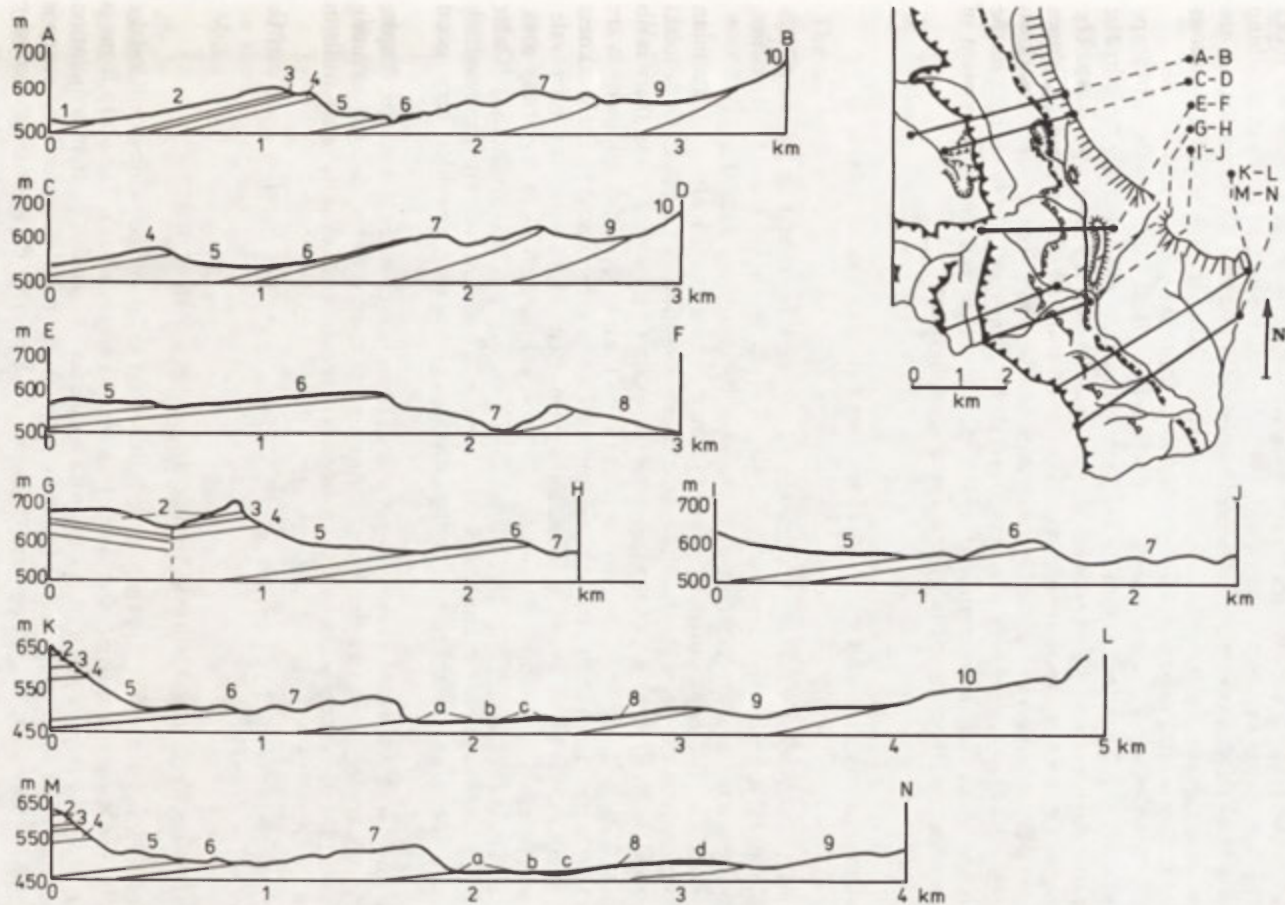 m A B
700
600
500
1 2 3 4 5 6 7 9 10
0 1 2 3 km
m C D
700
600
500
4 5 6 7 9 10
0 1 2 3 km
m E F
700
600
500
5 6 7 8
0 1 2 3 km
m G H
700
600
500
2 3 4 5 6 7
0 1 2 km
m I J
700
600
500
5 6 7
0 1 2 km
m K L
650
550
450
2 3 4 5 6 7 a b c 8 9 10
0 1 2 3 4 5 km
m M N
650
550
450
2 3 4 5 6 7 a b c 8 d 9
0 1 2 3 4 km
A-B
C-D
E-F
G-H
I-J
K-L
M-N
0 1 2
km
N